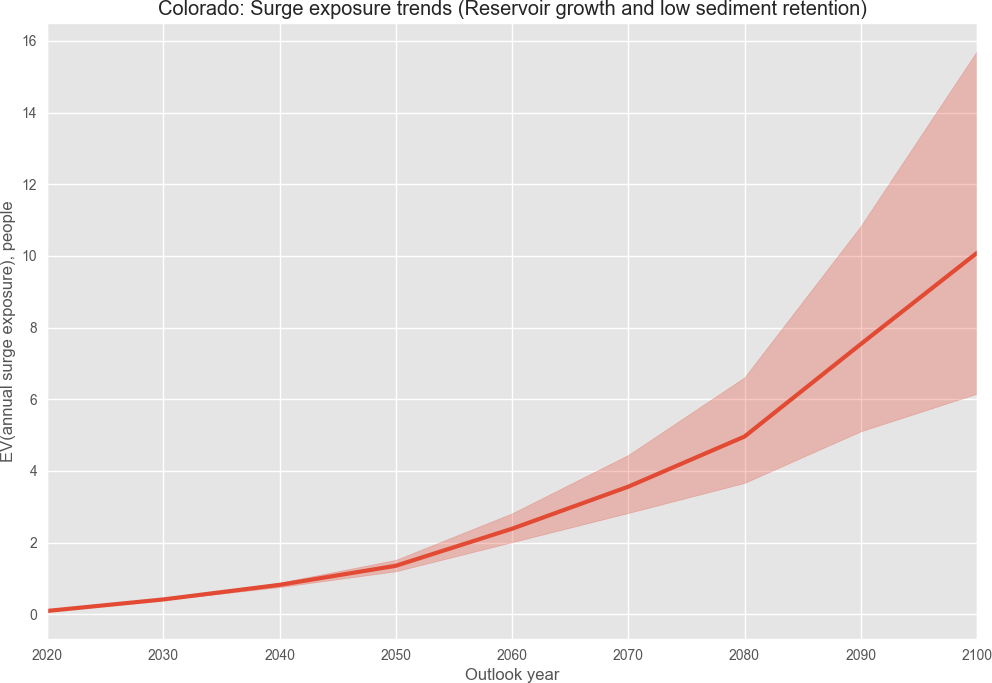 Colorado: Surge exposure trends (Reservoir growth and low sediment retention)
EV(annual surge exposure), people
16
14
12
10
8
6
4
2
0
2020 2030 2040 2050 2060 2070 2080 2090 2100
Outlook year